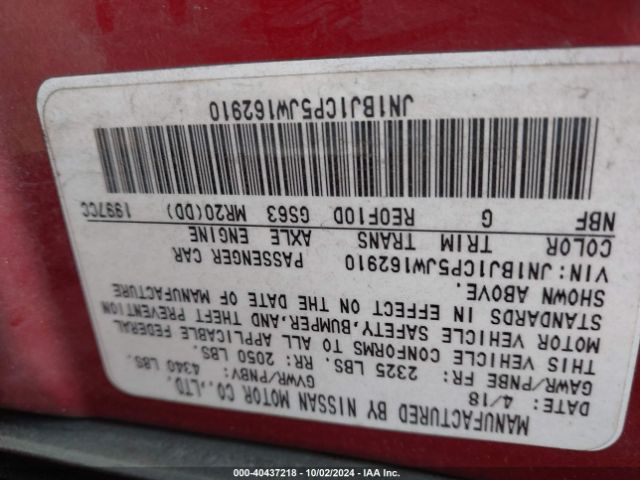 MANUFACTURED BY NISSAN MOTOR CO.,LTD.
DATE: 4/18 GVWR/PNBV: 4340 LBS.
GAWR/PNBE FR: 2325 LBS. RR: 2050 LBS.
THIS VEHICLE CONFORMS TO ALL APPLICABLE FEDERAL
MOTOR VEHICLE SAFETY,BUMPER,AND THEFT PREVENTION
STANDARDS IN EFFECT ON THE DATE OF MANUFACTURE
SHOWN ABOVE.
VIN:JN1BJ1CP5JW162910 PASSENGER CAR
COLOR TRIM TRANS AXLE ENGINE
NBF G RE0F10D GS63 MR20(DD) 1997CC
JN1BJ1CP5JW162910
000-40437218 - 10/02/2024 - IAA Inc.